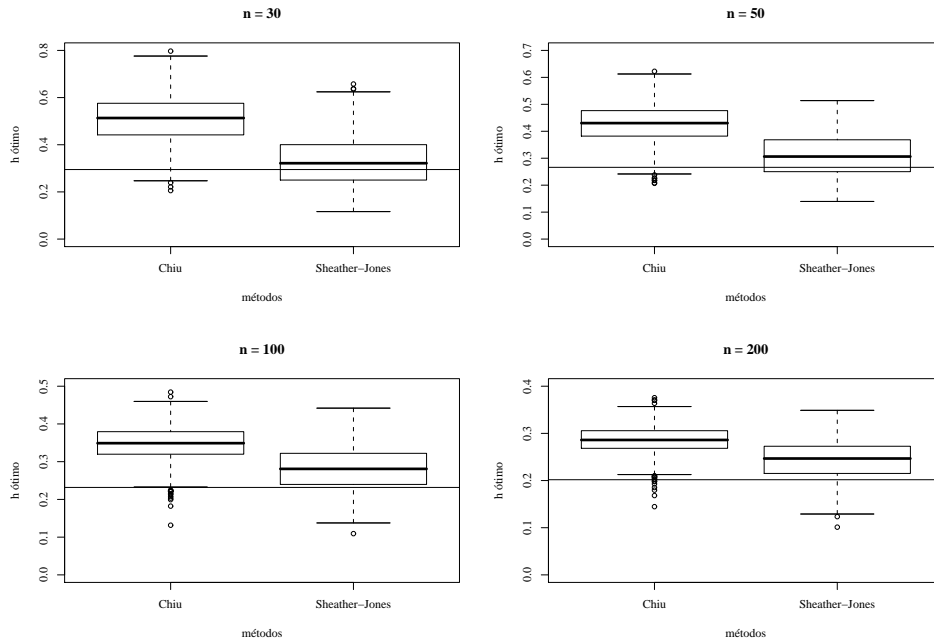 n = 30
h ótimo
0.0
0.2
0.4
0.6
0.8
Chiu
Sheather−Jones
métodos
n = 50
h ótimo
0.0
0.1
0.2
0.3
0.4
0.5
0.6
0.7
Chiu
Sheather−Jones
métodos
n = 100
h ótimo
0.0
0.1
0.2
0.3
0.4
0.5
Chiu
Sheather−Jones
métodos
n = 200
h ótimo
0.0
0.1
0.2
0.3
0.4
Chiu
Sheather−Jones
métodos